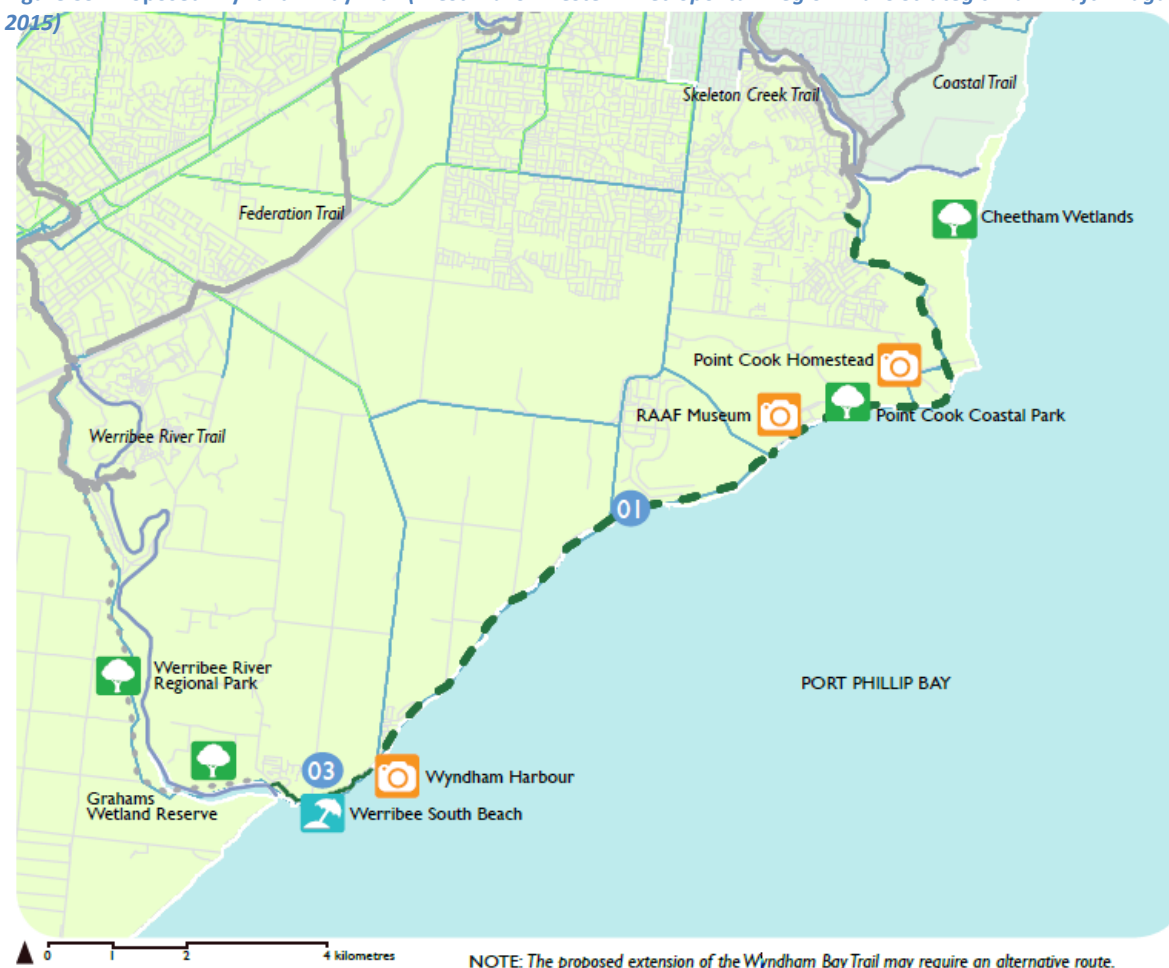 2015)
Skeleton Creek Trail
Coastal Trail
Federation Trail
Cheetham Wetlands
Point Cook Homestead
RAAF Museum
Point Cook Coastal Park
Werribee River Trail
01
Werribee River
Regional Park
PORT PHILLIP BAY
03
Wyndham Harbour
Grahams
Wetland Reserve
Werribee South Beach
0 1 2 4 kilometres
NOTE: The proposed extension of the Wyndham Bay Trail may require an alternative route.